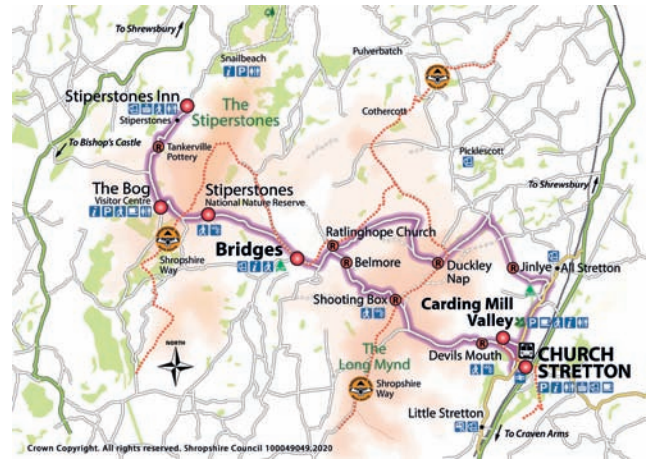 To Shrewsbury
Snailbeach
Pulverbatch
Stiperstones Inn
The
Stiperstones
Stiperstones
Cothercott
To Bishop's Castle
R
Tankerville
Pottery
Picklescott
To Shrewsbury
The Bog
Visitor Centre
Stiperstones
National Nature Reserve
Shropshire
Way
Bridges
R
Ratlinghope Church
R
Belmore
R
Duckley
Nap
R
Jinlye
All Stretton
Shooting Box
R
Carding Mill
Valley
R
Devils Mouth
CHURCH
STRETTON
The
Long Mynd
Shropshire
Way
NORTH
Little Stretton
To Craven Arms
Crown Copyright. All rights reserved. Shropshire Council 100049049.2020